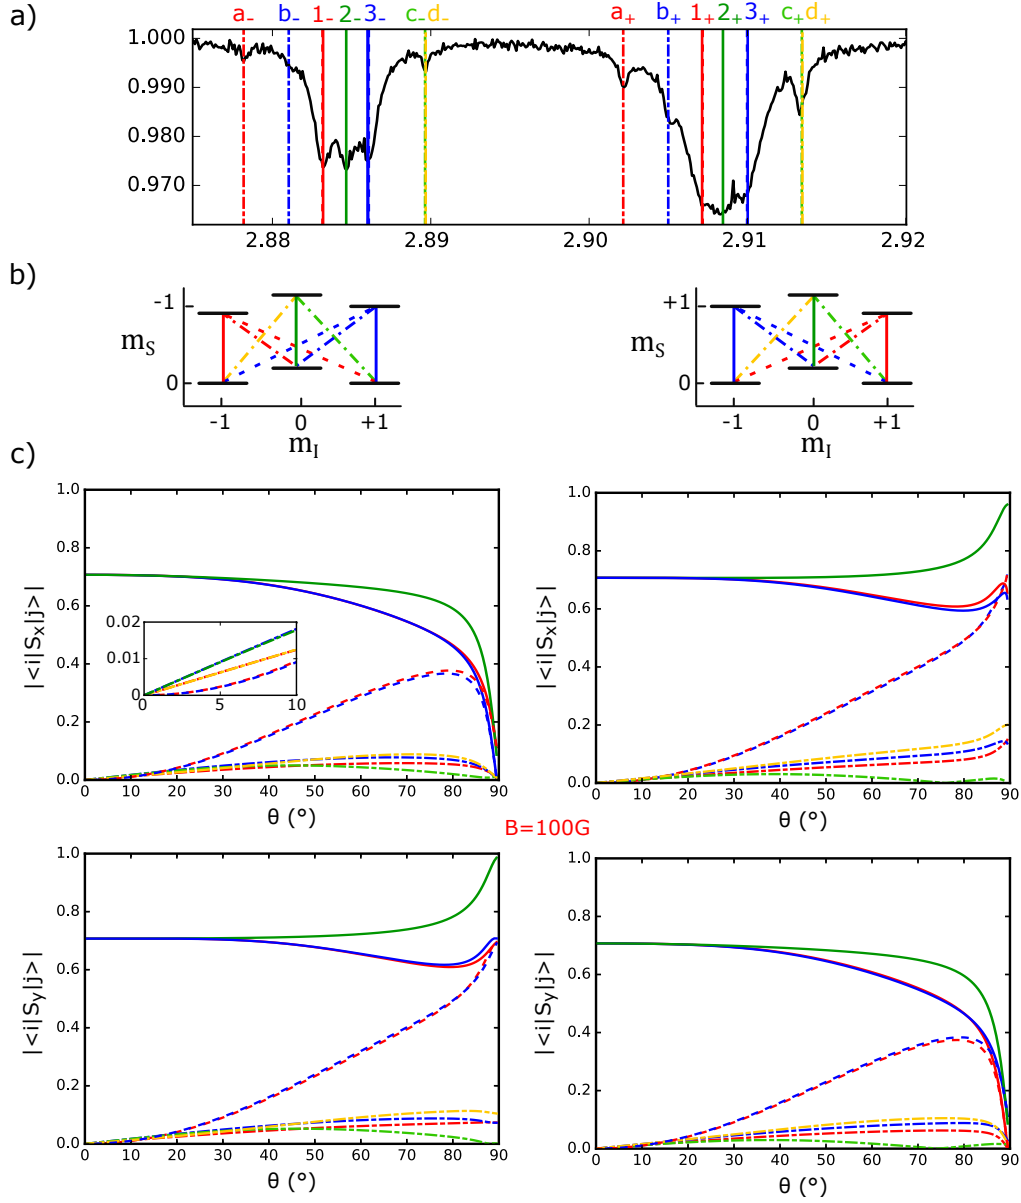 a)
a₋ b₋ 1₋ 2₋ 3₋ c₋ d₋ a₊ b₊ 1₊ 2₊ 3₊ c₊ d₊
1.000
0.990
0.980
0.970
2.88 2.89 2.90 2.91 2.92
b)
-1 +1
mS mS
0 0
-1 0 +1 -1 0 +1
mI mI
c)
1.0 1.0
0.8 0.8
0.6 0.6
0.4 0.4
0.2 0.2
0.0 0.0
|<i|Sx|j>| |<i|Sx|j>|
0.02
0.01
0
0 5 10
0 10 20 30 40 50 60 70 80 90 0 10 20 30 40 50 60 70 80 90
θ (°) θ (°)
B=100G
1.0 1.0
0.8 0.8
0.6 0.6
0.4 0.4
0.2 0.2
0.0 0.0
|<i|Sy|j>| |<i|Sy|j>|
0 10 20 30 40 50 60 70 80 90 0 10 20 30 40 50 60 70 80 90
θ (°) θ (°)